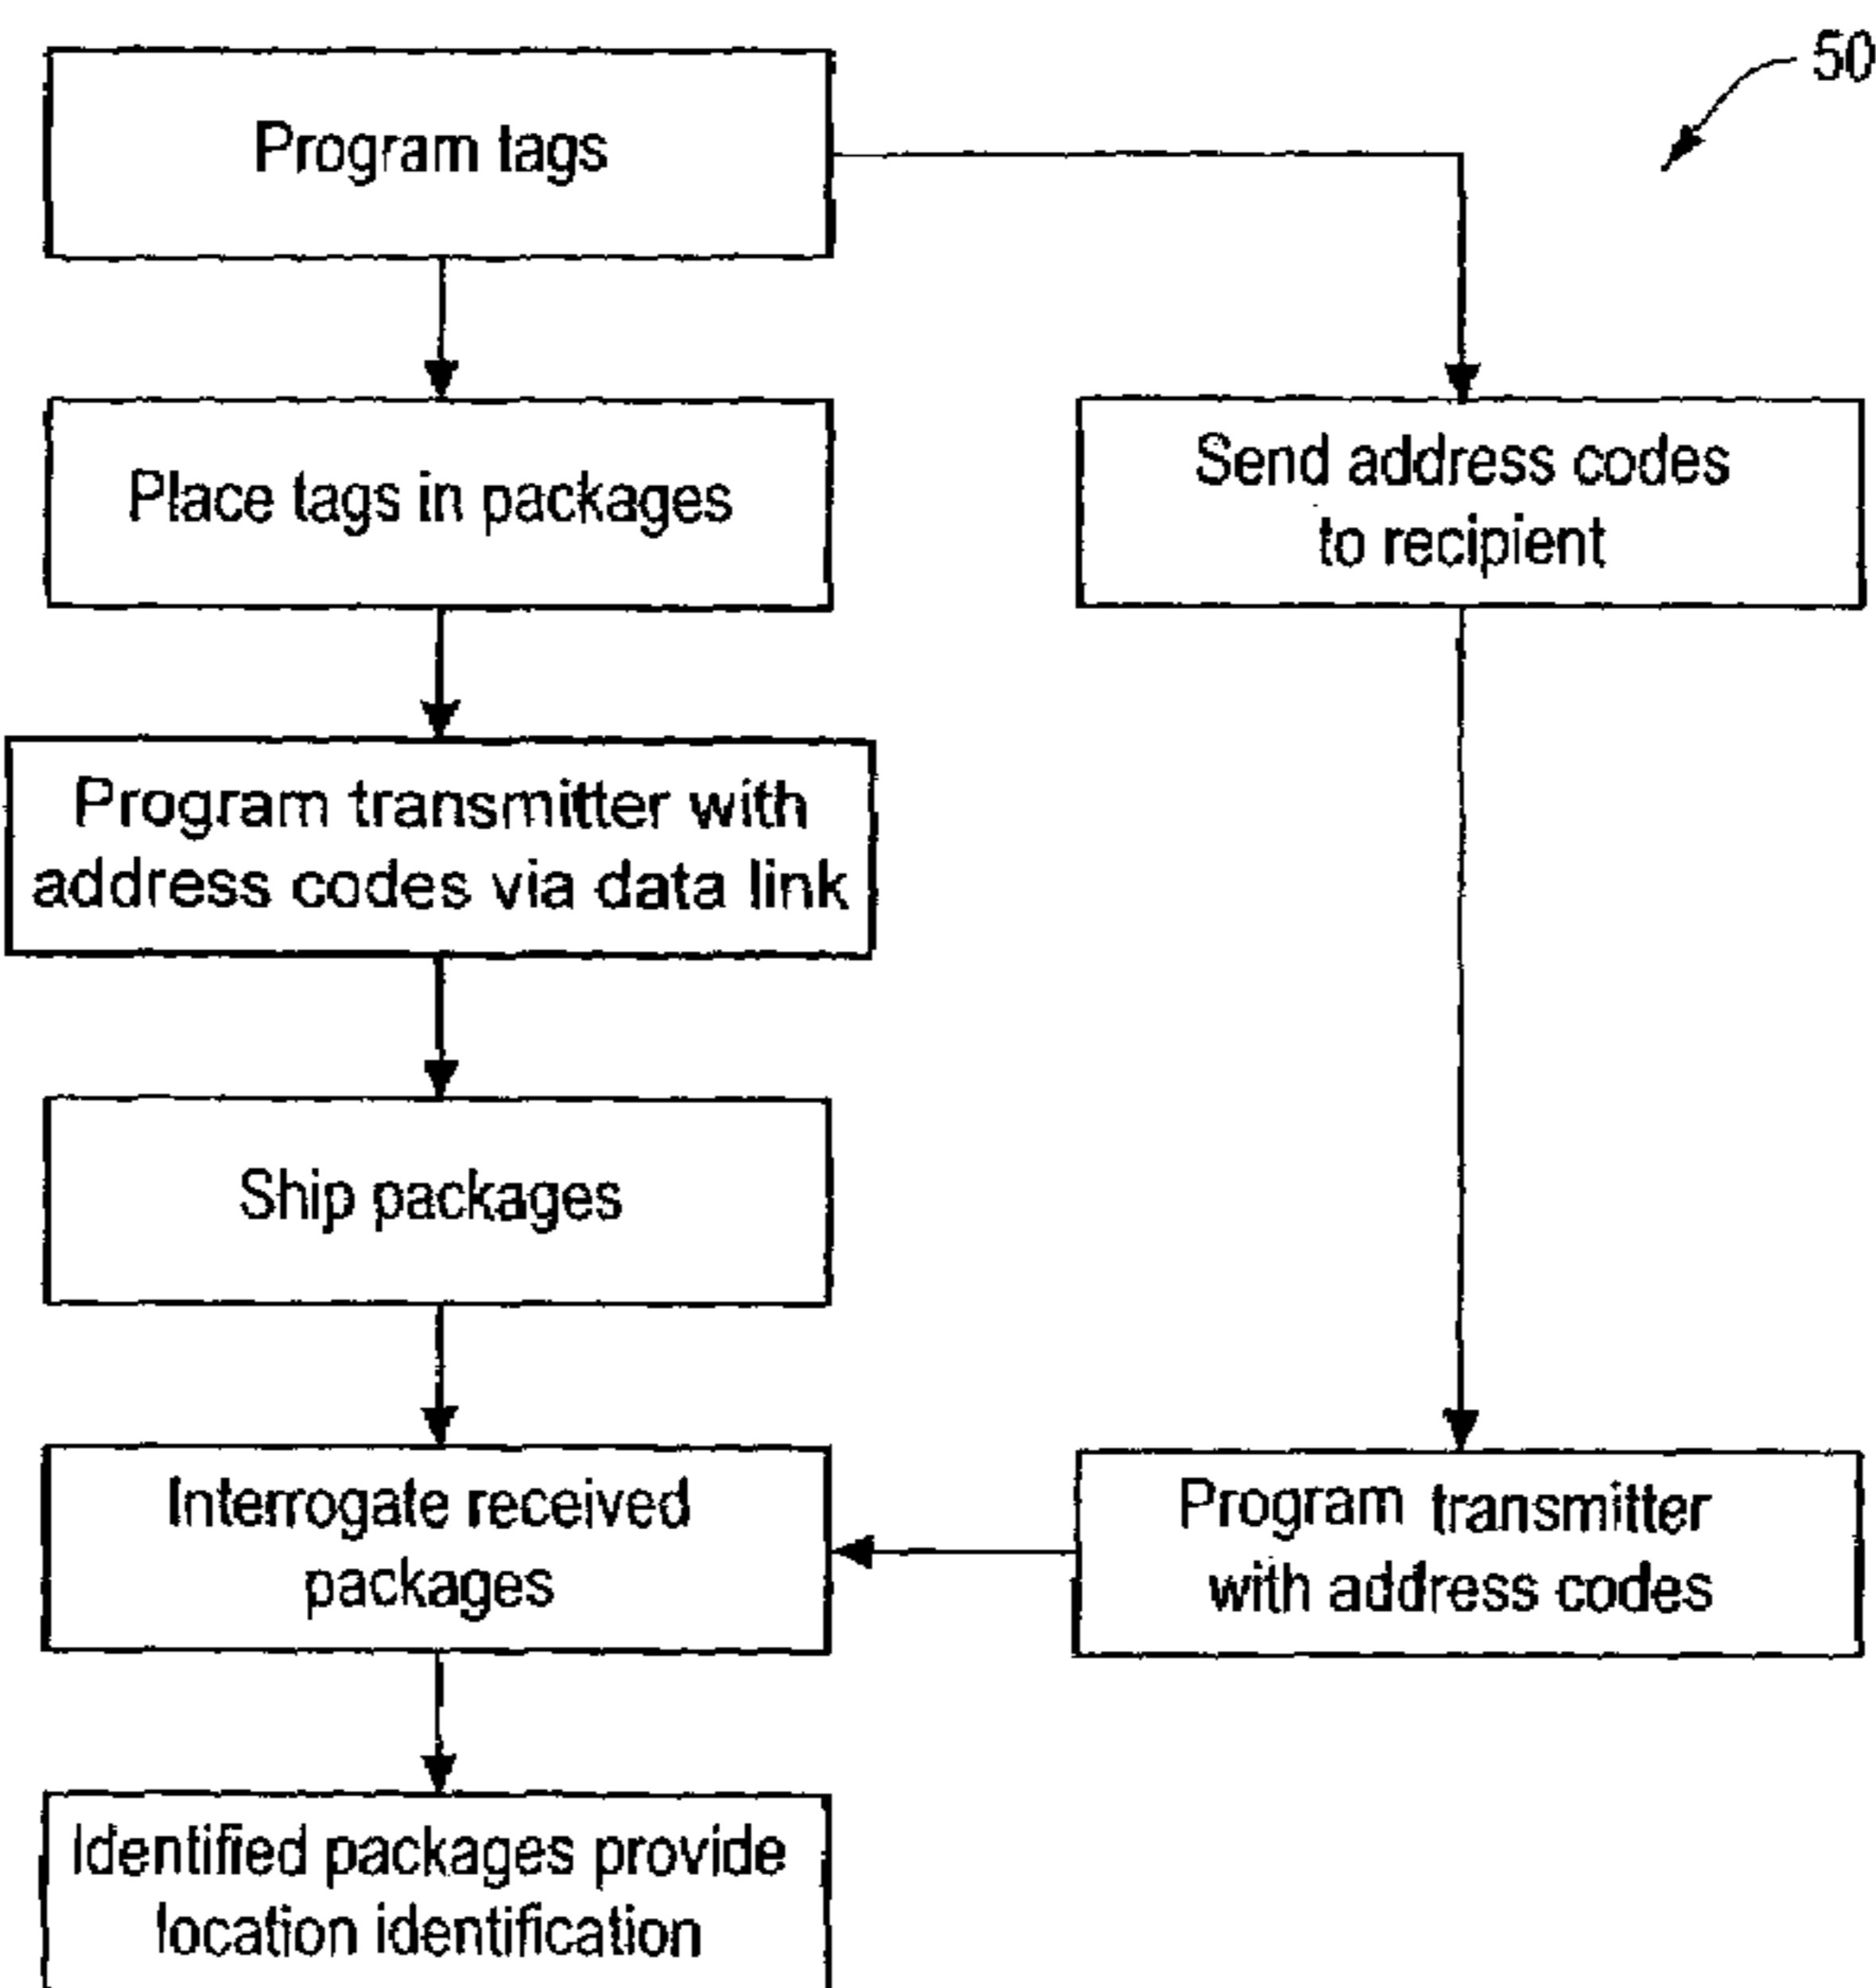 50
Program tags
Place tags in packages
Send address codes
to recipient
Program transmitter with
address codes via data link
Ship packages
Interrogate received
packages
Program transmitter
with address codes
Identified packages provide
location identification